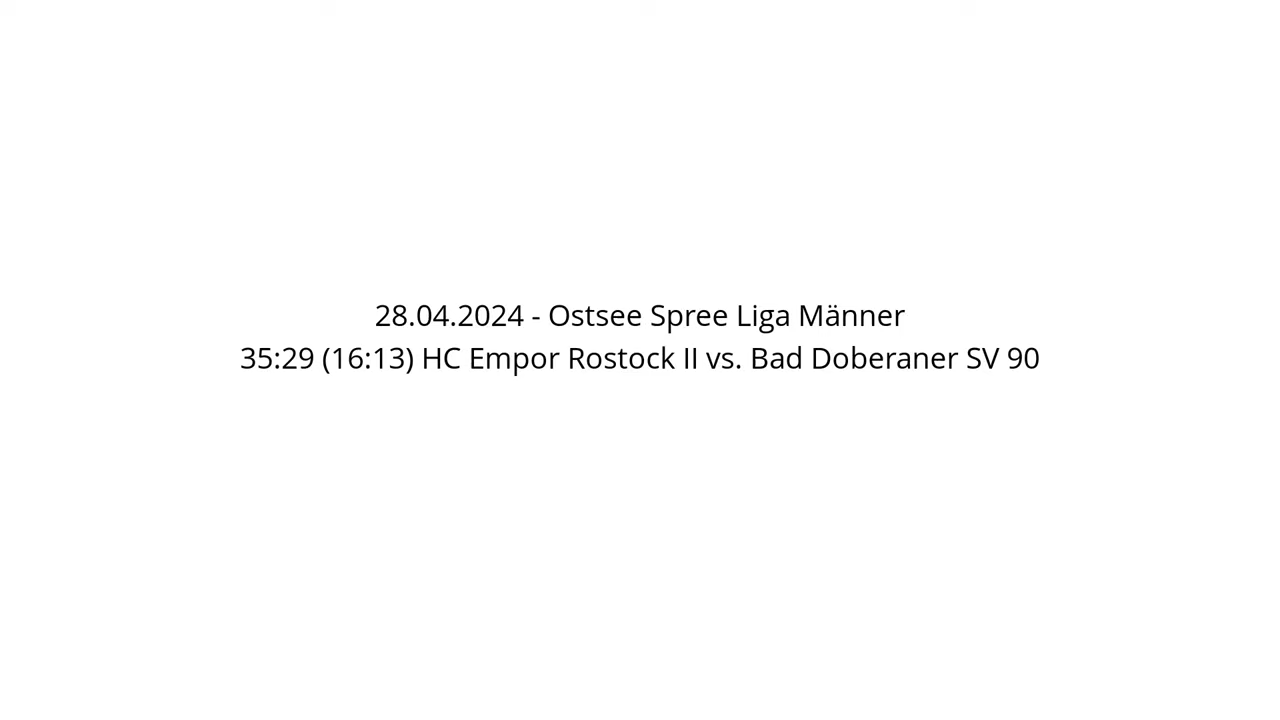 28.04.2024 - Ostsee Spree Liga Männer
35:29 (16:13) HC Empor Rostock II vs. Bad Doberaner SV 90